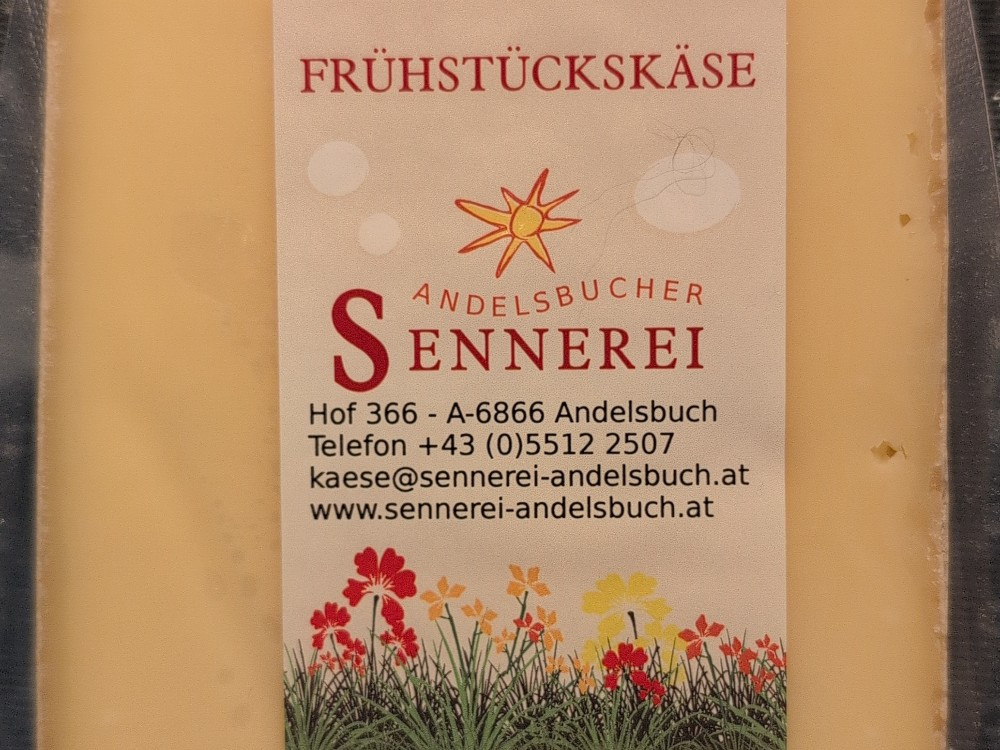 FRÜHSTÜCKSKÄSE
ANDELSBUCHER
SENNEREI
Hof 366 - A-6866 Andelsbuch
Telefon +43 (0)5512 2507
kaese@sennerei-andelsbuch.at
www.sennerei-andelsbuch.at